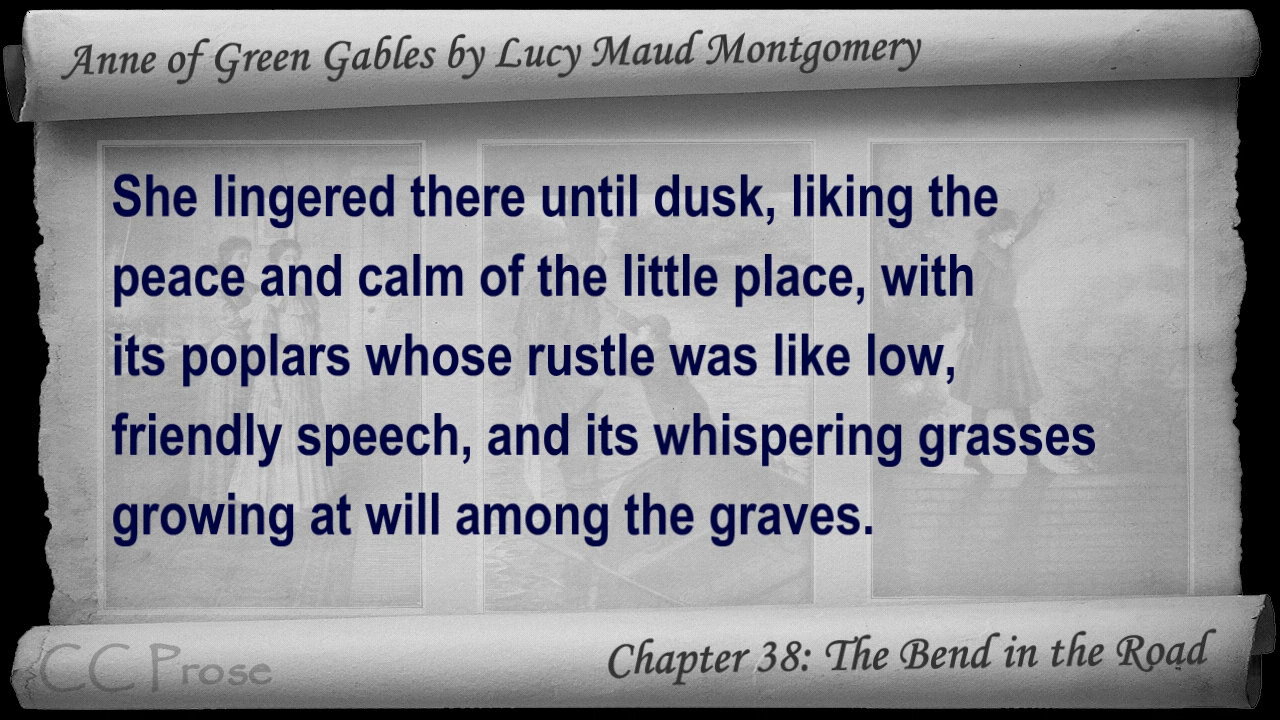 Anne of Green Gables by Lucy Maud Montgomery
She lingered there until dusk, liking the
peace and calm of the little place, with
its poplars whose rustle was like low,
friendly speech, and its whispering grasses
growing at will among the graves.
CC Prose
Chapter 38: The Bend in the Road